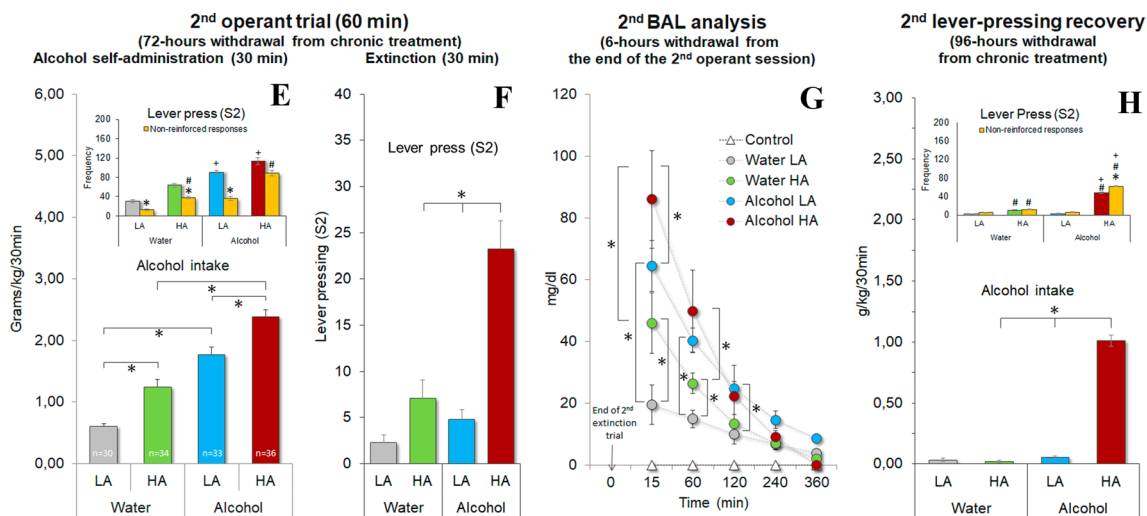 2nd operant trial (60 min)
(72-hours withdrawal from chronic treatment)
Alcohol self-administration (30 min)
Extinction (30 min)
E
Lever press (S2)
Non-reinforced responses
Frequency
200
160
120
80
40
0
+
+
#
#
*
*
*
LA
HA
LA
HA
Water
Alcohol
Alcohol intake
Grams/kg/30min
6,00
5,00
4,00
3,00
2,00
1,00
0,00
*
*
*
*
n=30
n=34
n=33
n=36
LA
HA
LA
HA
Water
Alcohol
F
Lever press (S2)
Lever pressing (S2)
40
35
30
25
20
15
10
5
0
*
LA
HA
LA
HA
Water
Alcohol
2nd BAL analysis
(6-hours withdrawal from
the end of the 2nd operant session)
G
Control
Water LA
Water HA
Alcohol LA
Alcohol HA
mg/dl
120
100
80
60
40
20
0
*
*
*
*
*
*
*
*
End of 2nd
extinction
trial
0
15
60
120
240
360
Time (min)
2nd lever-pressing recovery
(96-hours withdrawal
from chronic treatment)
H
Lever Press (S2)
Non-reinforced responses
Frequency
200
160
120
80
40
0
# #
+
#
+
#
*
LA
HA
LA
HA
Water
Alcohol
Alcohol intake
g/kg/30min
3,00
2,50
2,00
1,50
1,00
0,50
0,00
*
LA
HA
LA
HA
Water
Alcohol